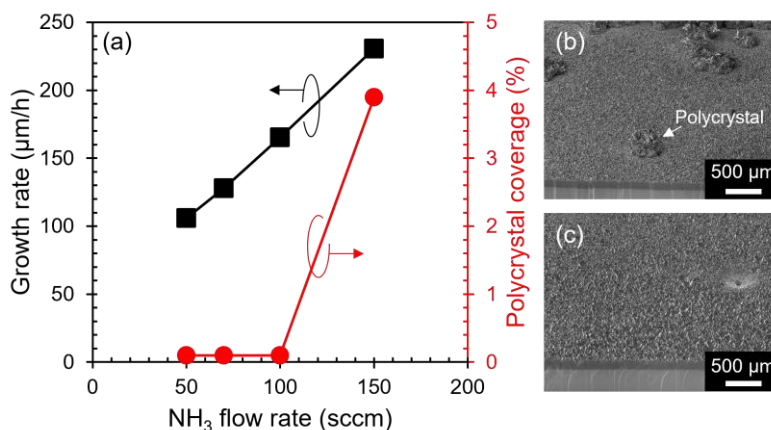 (a)
Growth rate (μm/h)
250
200
150
100
50
0
0
50
100
150
200
NH₃ flow rate (sccm)
5
4
3
2
1
0
Polycrystal coverage (%)
(b)
Polycrystal
500 μm
(c)
500 μm